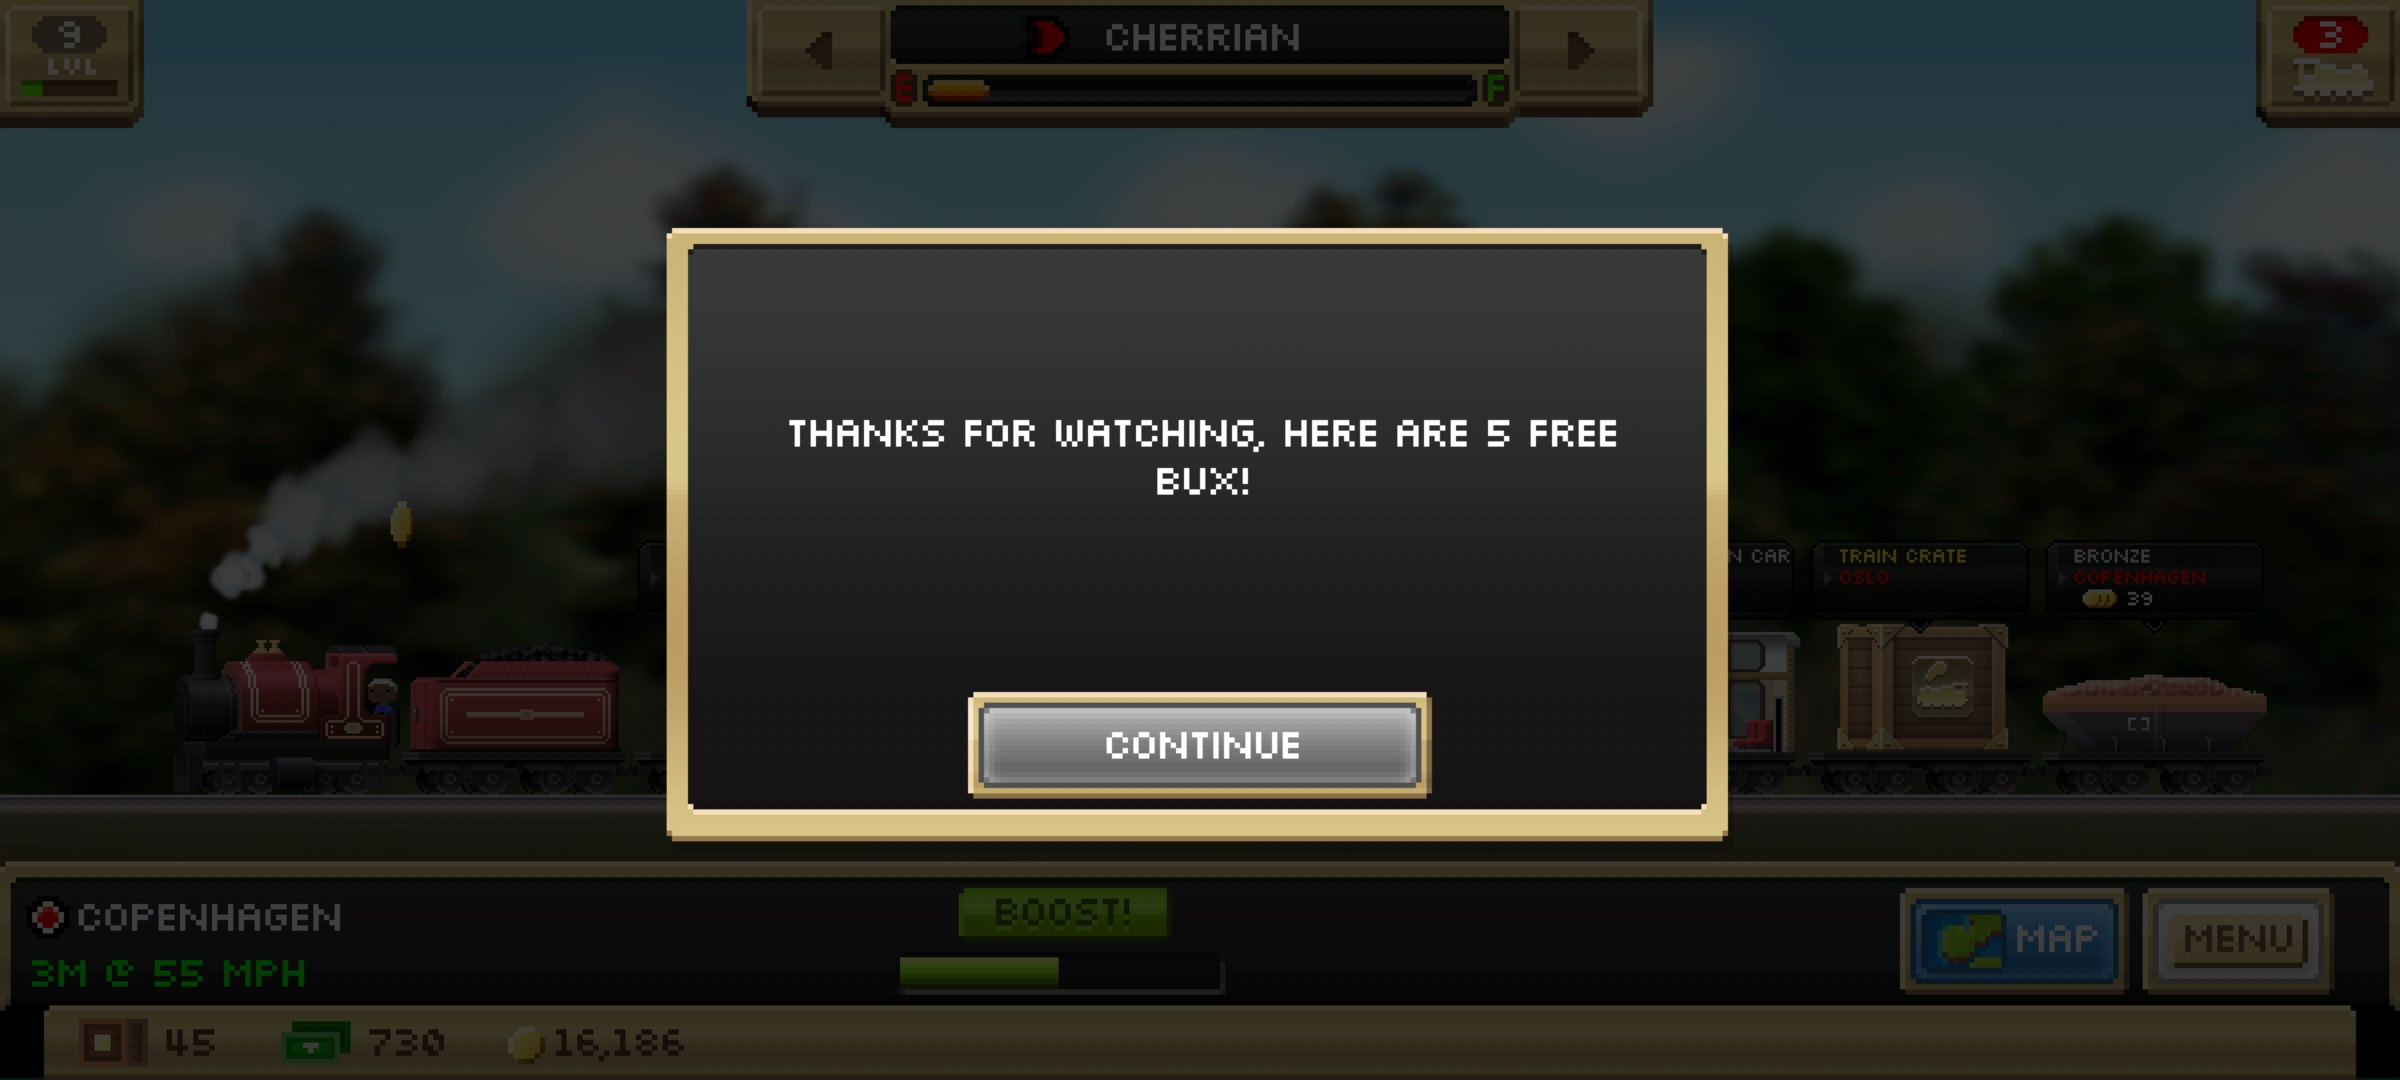 9
LVL
CHERRIAN
E F
3
THANKS FOR WATCHING, HERE ARE 5 FREE
BUX!
CONTINUE
N CAR
TRAIN CRATE
OSLO
BRONZE
COPENHAGEN
39
COPENHAGEN
3M @ 55 MPH
BOOST!
MAP
MENU
45
730
16,186